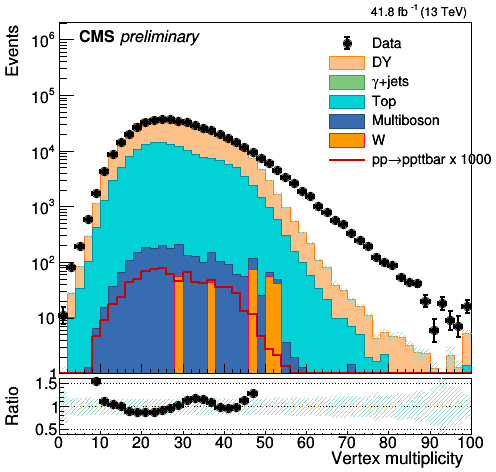 41.8 fb⁻¹ (13 TeV)
CMS preliminary
Events
Data
DY
γ+jets
Top
Multiboson
W
pp→ppttbar x 1000
10⁶
10⁵
10⁴
10³
10²
10
1
Ratio
1.5
1
0.5
0 10 20 30 40 50 60 70 80 90 100
Vertex multiplicity